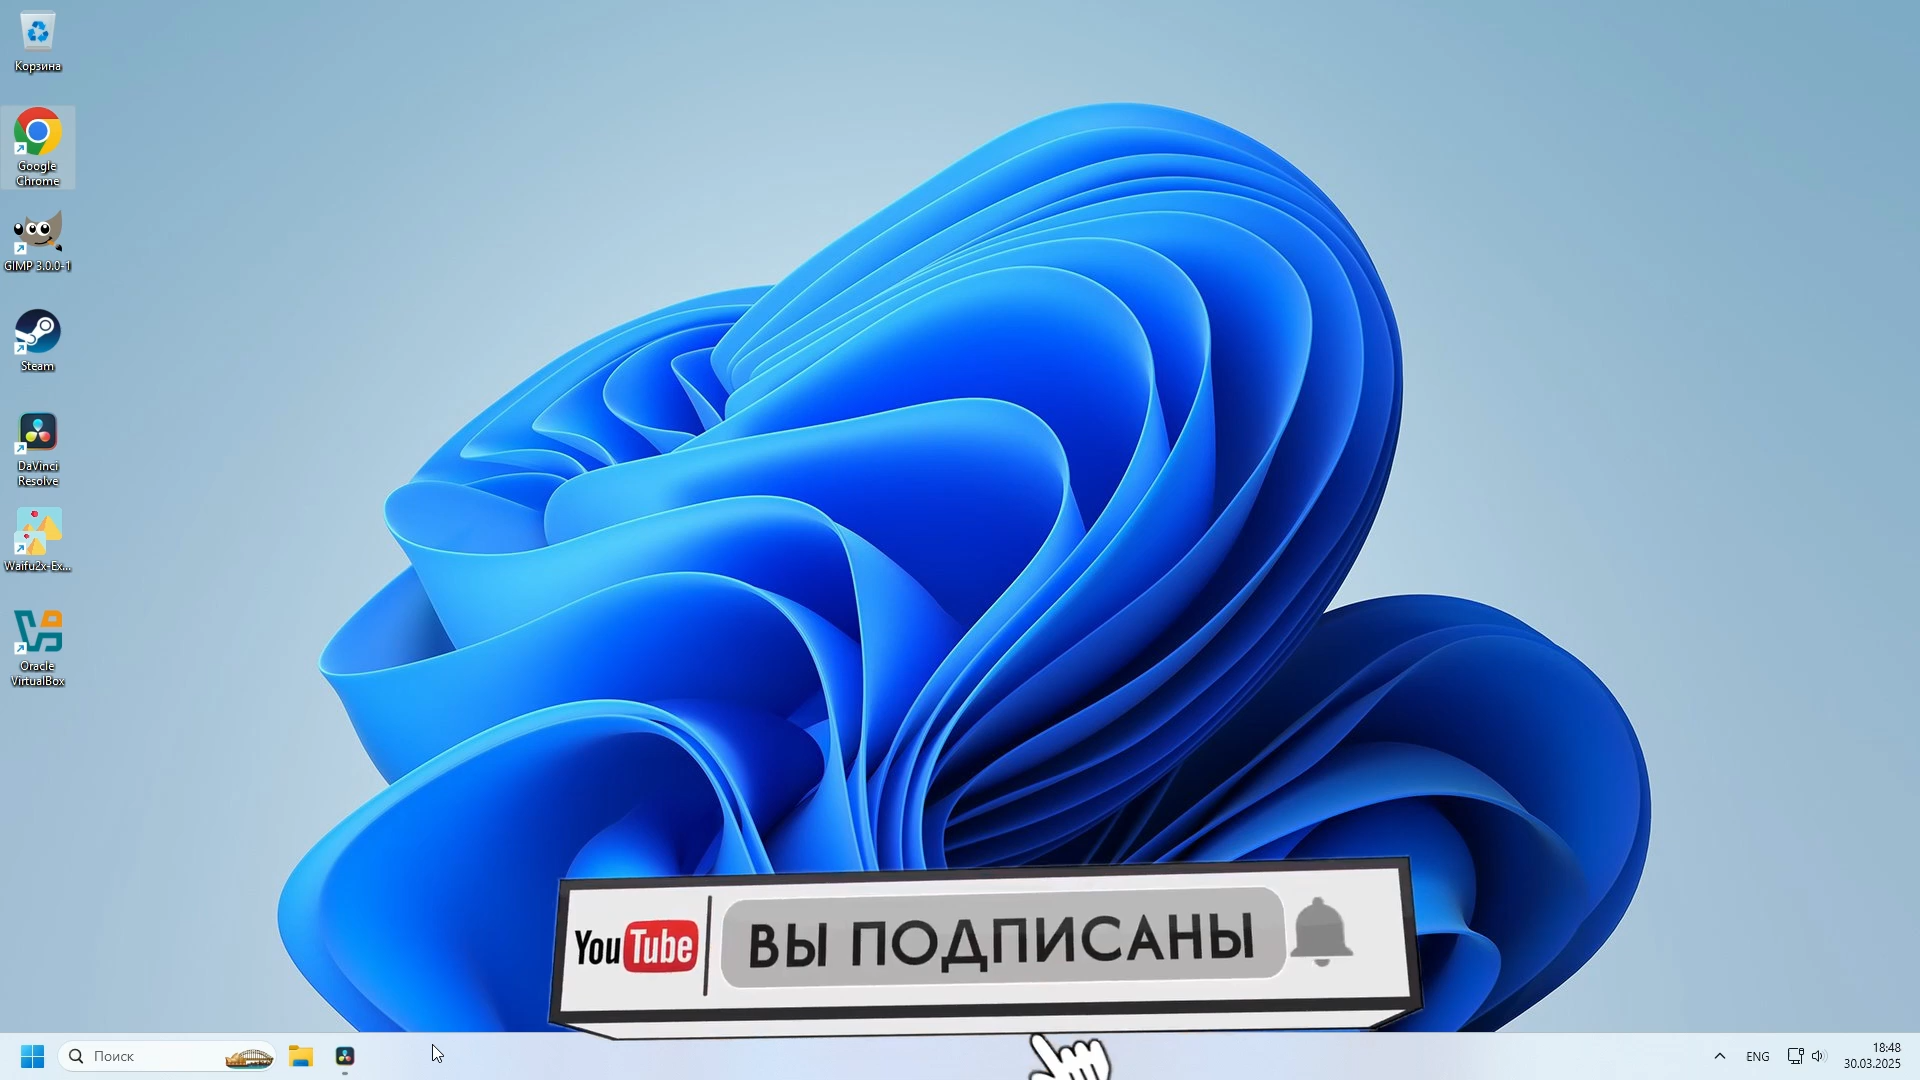 Корзина
Google
Chrome
GIMP 3.0.0-1
Steam
DaVinci
Resolve
Waifu2x-Ex...
Oracle
VirtualBox
YouTube
ВЫ ПОДПИСАНЫ
Поиск
ENG
18:48
30.03.2025